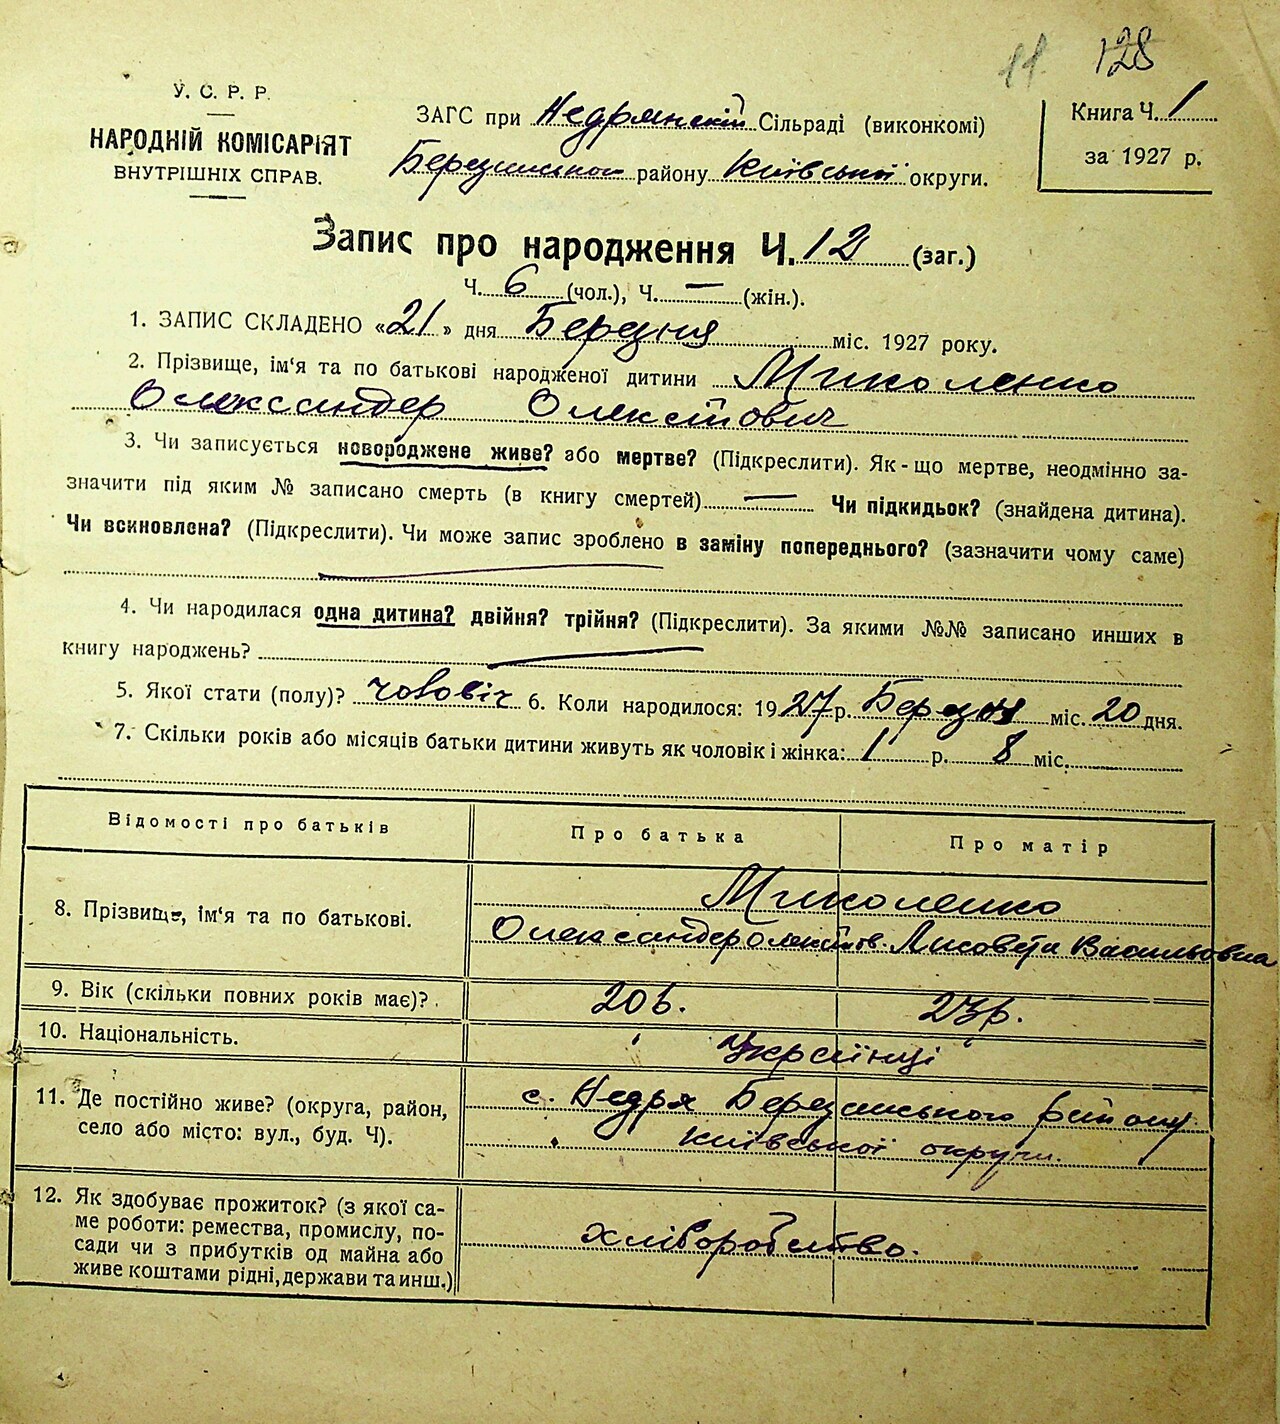 11. 128
У. С. Р. Р.
НАРОДНІЙ КОМІСАРІЯТ
ВНУТРІШНІХ СПРАВ.
ЗАГС при Недрянскій Сільраді (виконкомі)
Березанського району Київської округи.
Книга Ч. 1
за 1927 р.
Запис про народження Ч. 12 (заг.)
Ч. 6 (чол.), Ч. — (жін.).
1. ЗАПИС СКЛАДЕНО «21» дня Березня міс. 1927 року.
2. Прізвище, ім‘я та по батькові народженої дитини Миколенко
Олександер Олексійович
3. Чи записується новороджене живе? або мертве? (Підкреслити). Як-що мертве, неодмінно за-
значити під яким № записано смерть (в книгу смертей) — Чи підкидьок? (знайдена дитина).
Чи всиновлена? (Підкреслити). Чи може запис зроблено в заміну попереднього? (зазначити чому саме)
4. Чи народилася одна дитина? двійня? трійня? (Підкреслити). За якими №№ записано инших в
книгу народжень?
5. Якої стати (полу)? чоловіч 6. Коли народилося: 1927 р. Березня міс. 20 дня.
7. Скільки років або місяців батьки дитини живуть як чоловік і жінка: 1 р. 8 міс.
Відомості про батьків Про батька Про матір
8. Прізвище, ім‘я та по батькові. Миколенко
Олександер Лисовета Васильовна
9. Вік (скільки повних років має)? 20 23р.
10. Національність. Українці
11. Де постійно живе? (округа, район,
село або місто: вул., буд. Ч).
с. Недря Березанського району
Київської округи.
12. Як здобуває прожиток? (з якої са-
ме роботи: ремества, промислу, по-
сади чи з прибутків од майна або
живе коштами рідні, держави та инш.)
хліборобство.